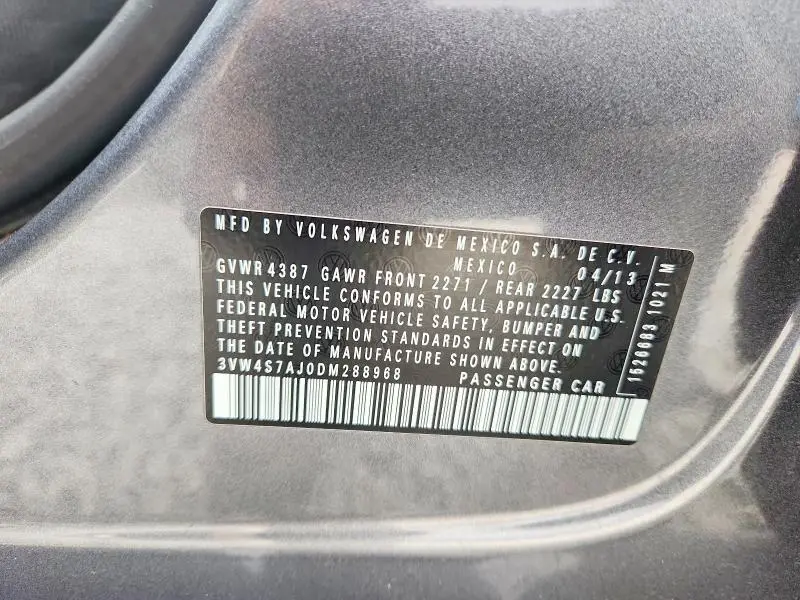 MFD BY VOLKSWAGEN DE MEXICO S.A. DE C.V.
MEXICO 04/13
GVWR 4387 GAWR FRONT 2271 / REAR 2227 LBS
THIS VEHICLE CONFORMS TO ALL APPLICABLE U.S.
FEDERAL MOTOR VEHICLE SAFETY, BUMPER AND
THEFT PREVENTION STANDARDS IN EFFECT ON
THE DATE OF MANUFACTURE SHOWN ABOVE.
3VW4S7AJ0DM288968 PASSENGER CAR
1526683 1021 M